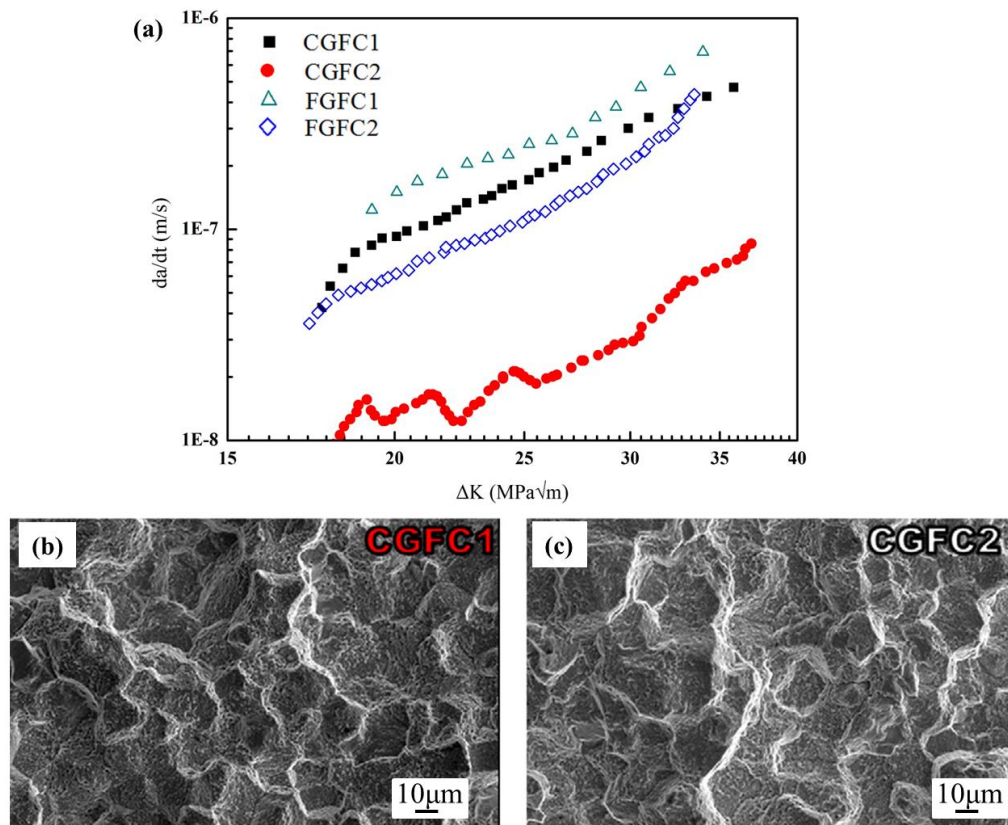 (a)
CGFC1
CGFC2
FGFC1
FGFC2
1E-6
1E-7
1E-8
da/dt (m/s)
15 20 25 30 35 40
ΔK (MPa√m)
(b) CGFC1
10μm
(c) CGFC2
10μm